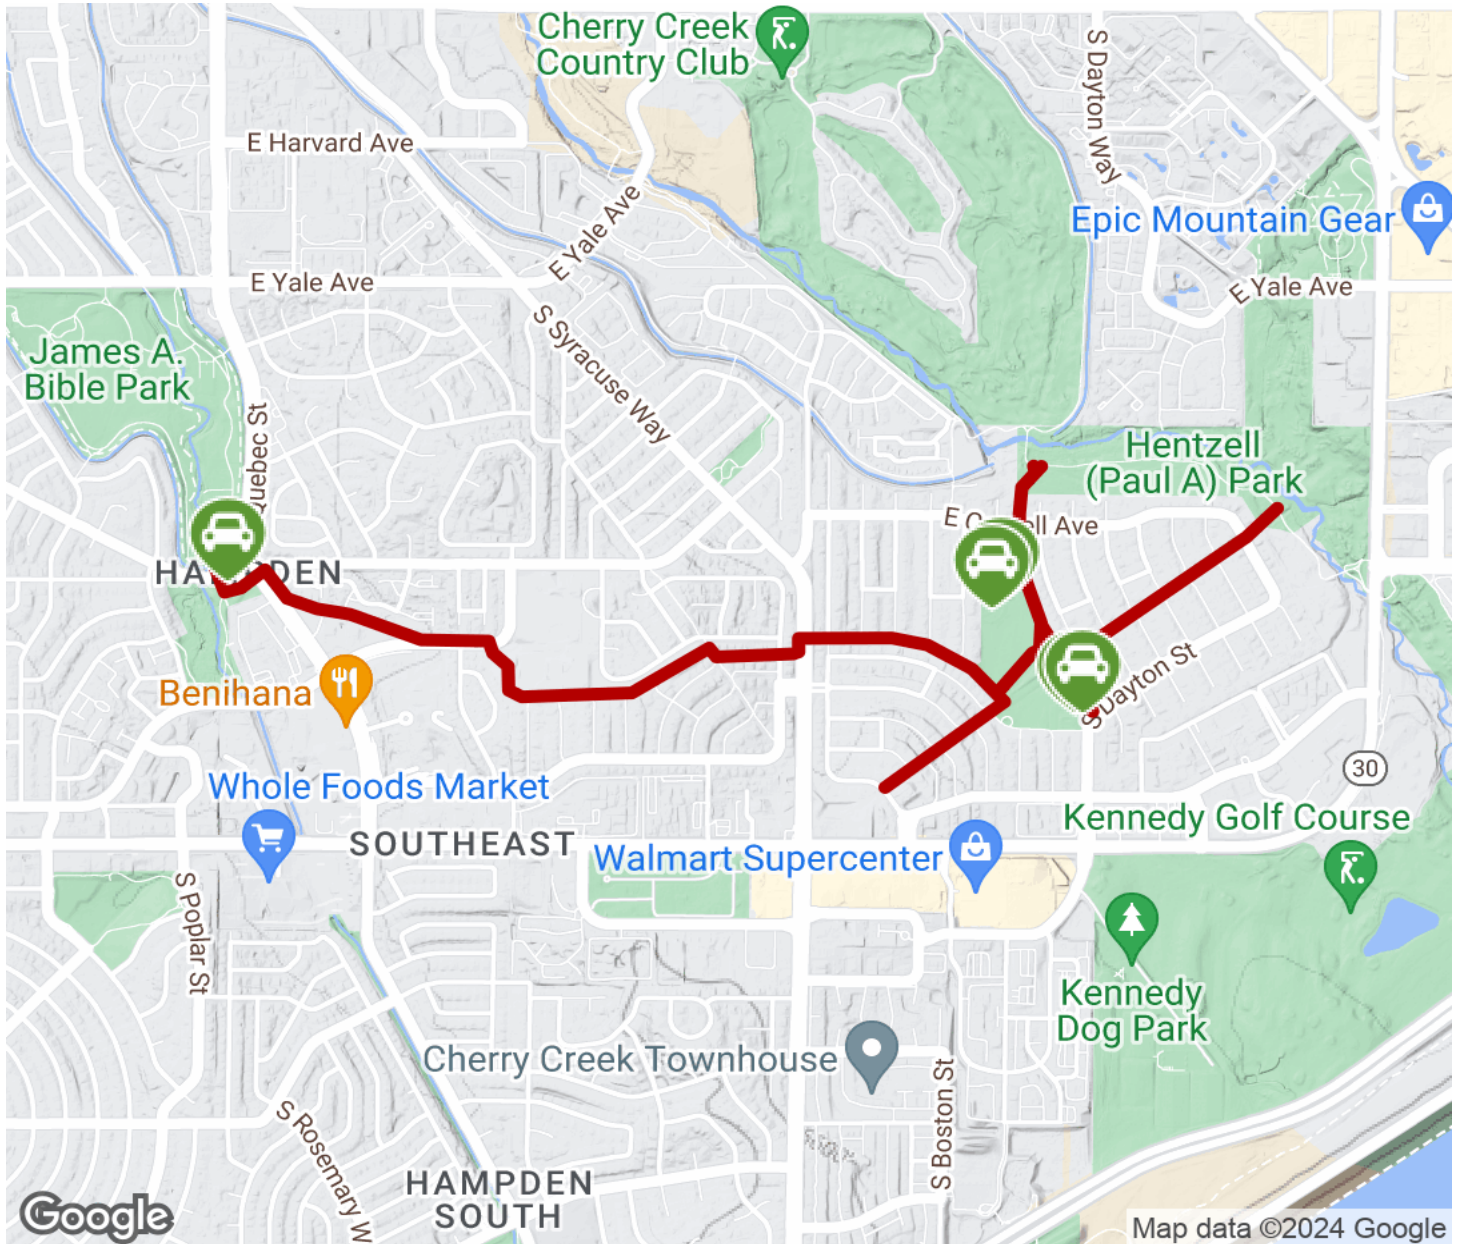 Cherry Creek
Country Club
S Dayton Way
E Harvard Ave
E Yale Ave
Epic Mountain Gear
E Yale Ave
E Yale Ave
S Syracuse Way
James A.
Bible Park
Quebec St
Hentzell
(Paul A) Park
E C ell Ave
HA DEN
S Dayton St
Benihana
30
Whole Foods Market
Kennedy Golf Course
SOUTHEAST
Walmart Supercenter
S Poplar St
Kennedy
Dog Park
Cherry Creek Townhouse
S Boston St
S Rosemary W
HAMPDEN
SOUTH
Google
Map data ©2024 Google